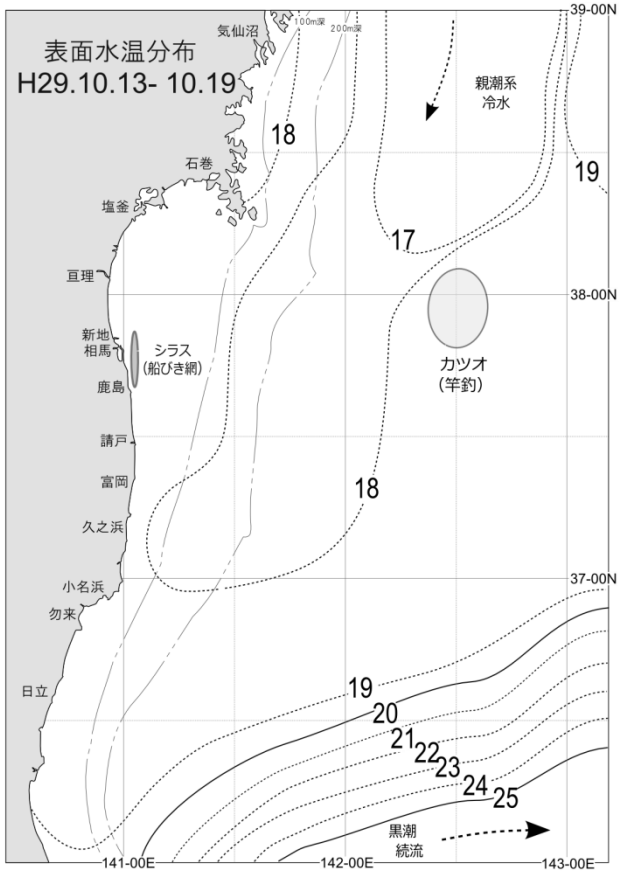 39-00N
100m深
200m深
気仙沼
表面水温分布
H29.10.13- 10.19
親潮系
冷水
18
石巻
19
塩釜
17
亘理
38-00N
新地
相馬
シラス
(船びき網)
カツオ
(竿釣)
鹿島
請戸
富岡
18
久之浜
37-00N
小名浜
勿来
日立
19
20
21
22
23
24
25
黒潮
続流
141-00E
142-00E
143-00E